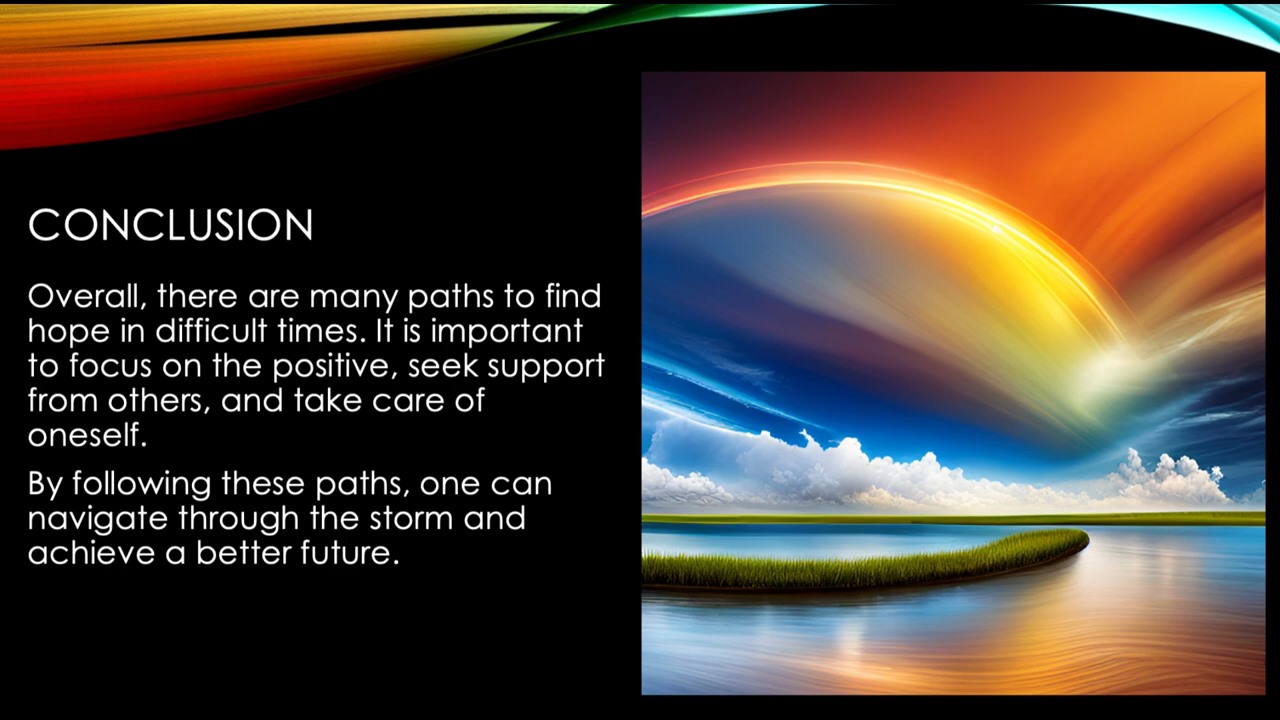 CONCLUSION
Overall, there are many paths to find
hope in difficult times. It is important
to focus on the positive, seek support
from others, and take care of
oneself.
By following these paths, one can
navigate through the storm and
achieve a better future.